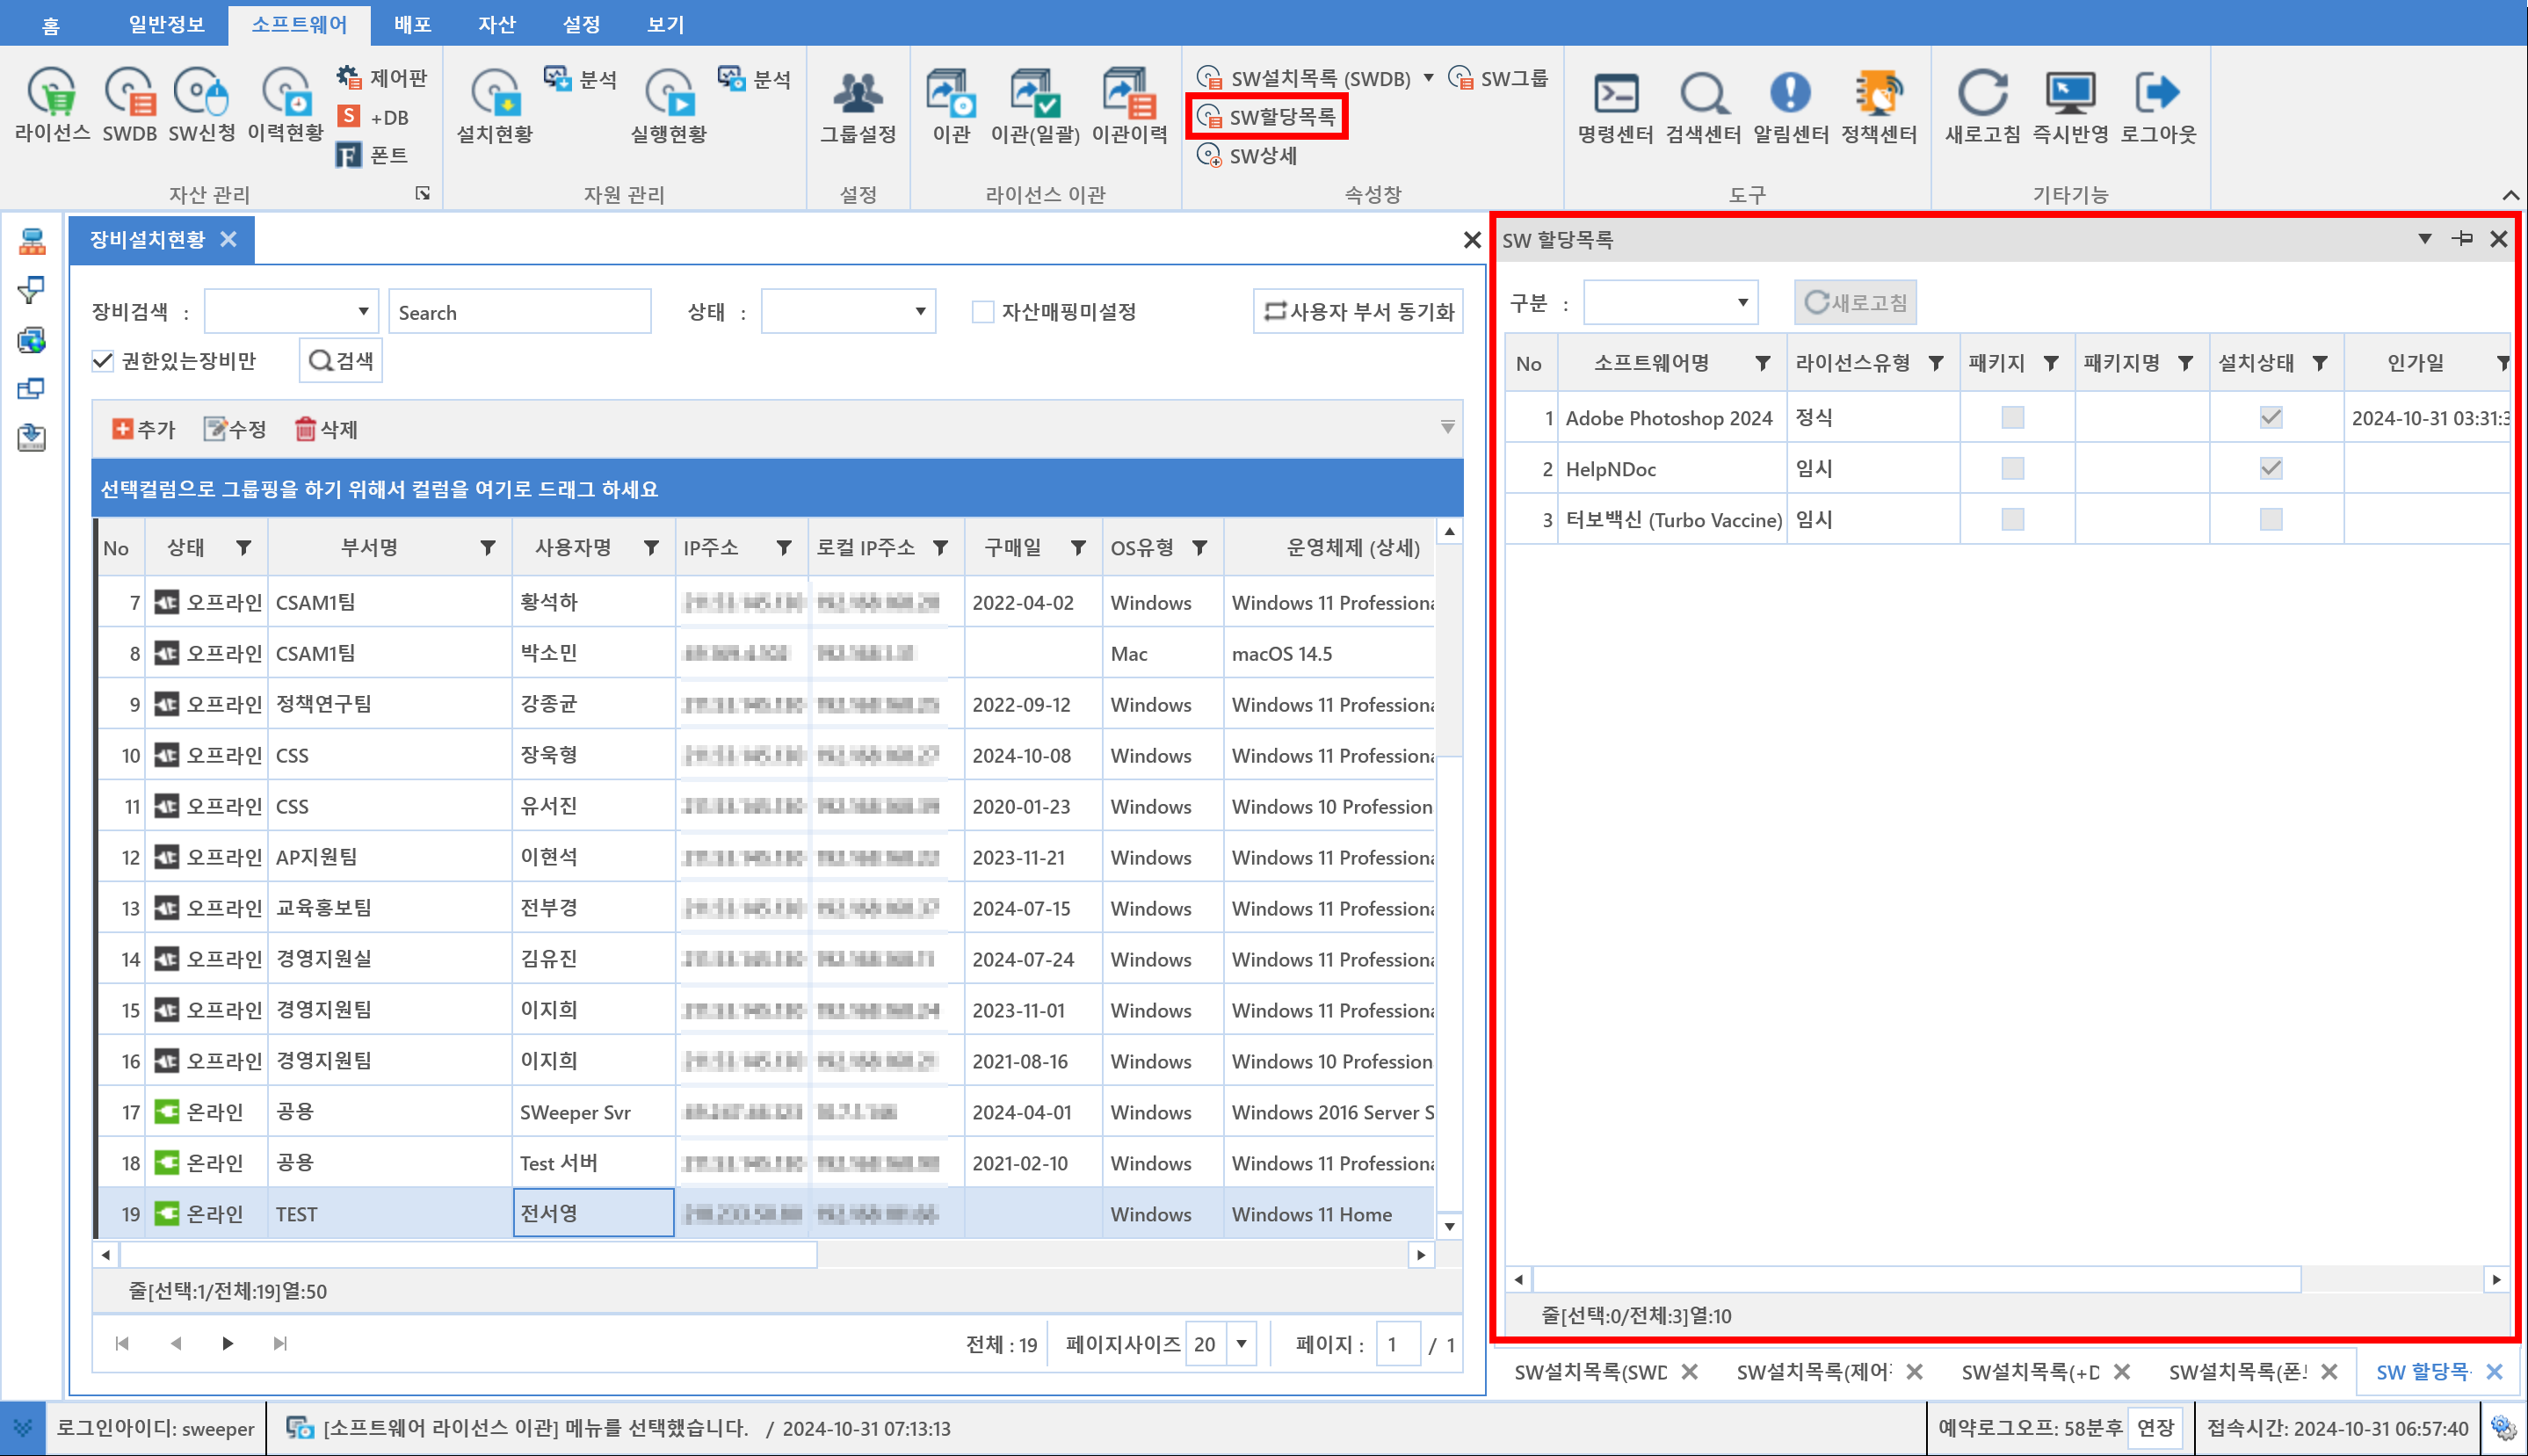 홈 일반정보 소프트웨어 배포 자산 설정 보기
라이선스 SWDB SW신청 이력현황 제어판 +DB 폰트
자산 관리
설치현황 분석 실행현황 분석
자원 관리
그룹설정
설정
이관 이관(일괄) 이관이력
라이선스 이관
SW설치목록 (SWDB) SW그룹
SW할당목록
SW상세
속성창
명령센터 검색센터 알림센터 정책센터
도구
새로고침 즉시반영 로그아웃
기타기능
장비설치현황
장비검색 : Search 상태 : 자산매핑미설정 사용자 부서 동기화
권한있는장비만 검색
추가 수정 삭제
선택컬럼으로 그룹핑을 하기 위해서 컬럼을 여기로 드래그 하세요
No 상태 부서명 사용자명 IP주소 로컬 IP주소 구매일 OS유형 운영체제 (상세)
7 오프라인 CSAM1팀 황석하 2022-04-02 Windows Windows 11 Professiona
8 오프라인 CSAM1팀 박소민 Mac macOS 14.5
9 오프라인 정책연구팀 강종균 2022-09-12 Windows Windows 11 Professiona
10 오프라인 CSS 장욱형 2024-10-08 Windows Windows 11 Professiona
11 오프라인 CSS 유서진 2020-01-23 Windows Windows 10 Profession
12 오프라인 AP지원팀 이현석 2023-11-21 Windows Windows 11 Professiona
13 오프라인 교육홍보팀 전부경 2024-07-15 Windows Windows 11 Professiona
14 오프라인 경영지원실 김유진 2024-07-24 Windows Windows 11 Professiona
15 오프라인 경영지원팀 이지희 2023-11-01 Windows Windows 11 Professiona
16 오프라인 경영지원팀 이지희 2021-08-16 Windows Windows 10 Profession
17 온라인 공용 SWeeper Svr 2024-04-01 Windows Windows 2016 Server S
18 온라인 공용 Test 서버 2021-02-10 Windows Windows 11 Professiona
19 온라인 TEST 전서영 Windows Windows 11 Home
줄[선택:1/전체:19]열:50
전체 : 19 페이지사이즈 20 페이지 : 1 / 1
SW 할당목록
구분 : 새로고침
No 소프트웨어명 라이선스유형 패키지 패키지명 설치상태 인가일
1 Adobe Photoshop 2024 정식 2024-10-31 03:31:3
2 HelpNDoc 임시
3 터보백신 (Turbo Vaccine) 임시
줄[선택:0/전체:3]열:10
SW설치목록(SWD SW설치목록(제어 SW설치목록(+D SW설치목록(폰 SW 할당목
로그인아이디: sweeper [소프트웨어 라이선스 이관] 메뉴를 선택했습니다. / 2024-10-31 07:13:13 예약로그오프: 58분후 연장 접속시간: 2024-10-31 06:57:40